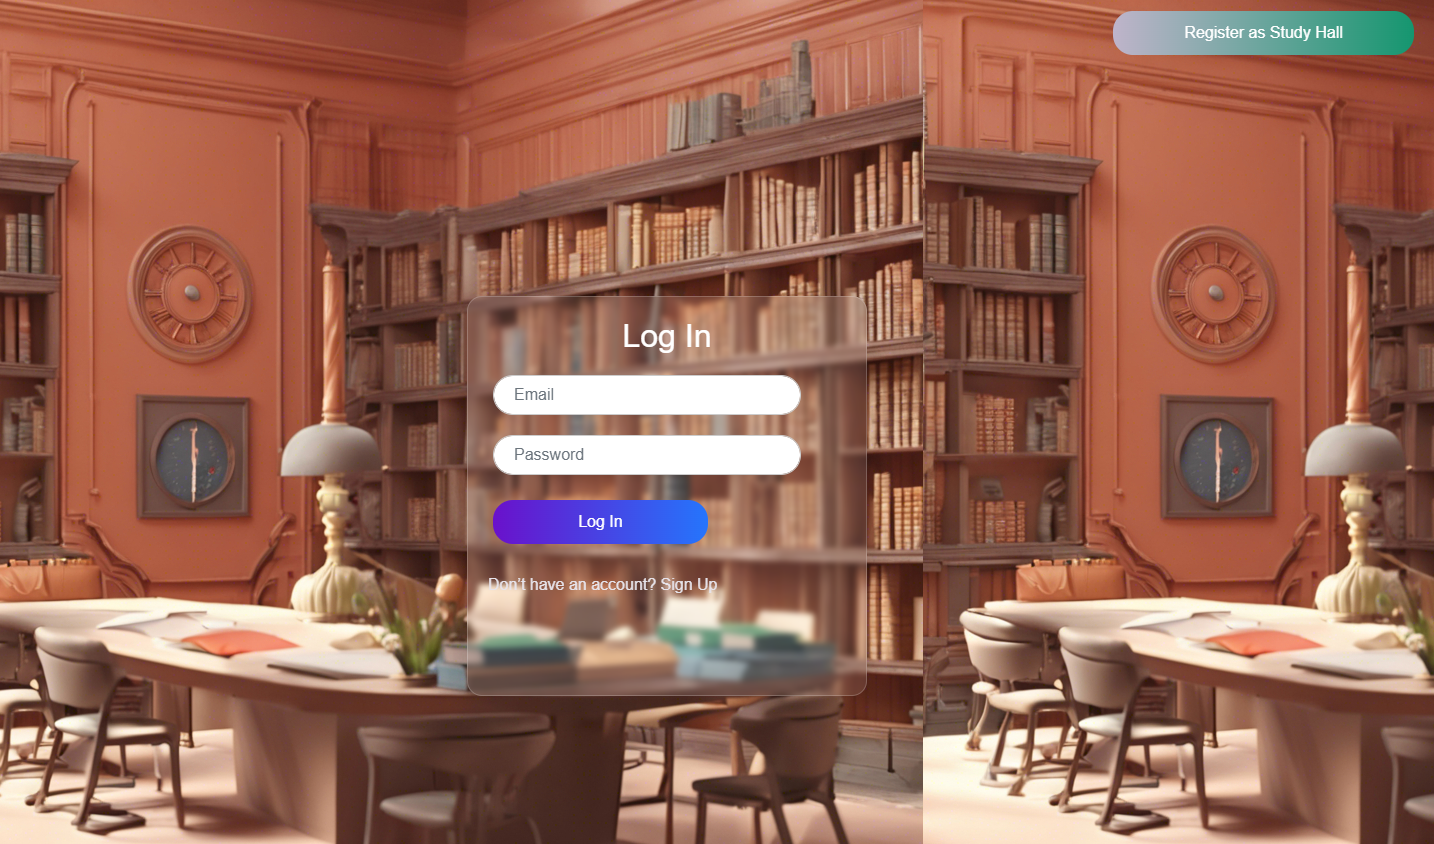 Register as Study Hall
Log In
Email
Password
Log In
Don't have an account? Sign Up